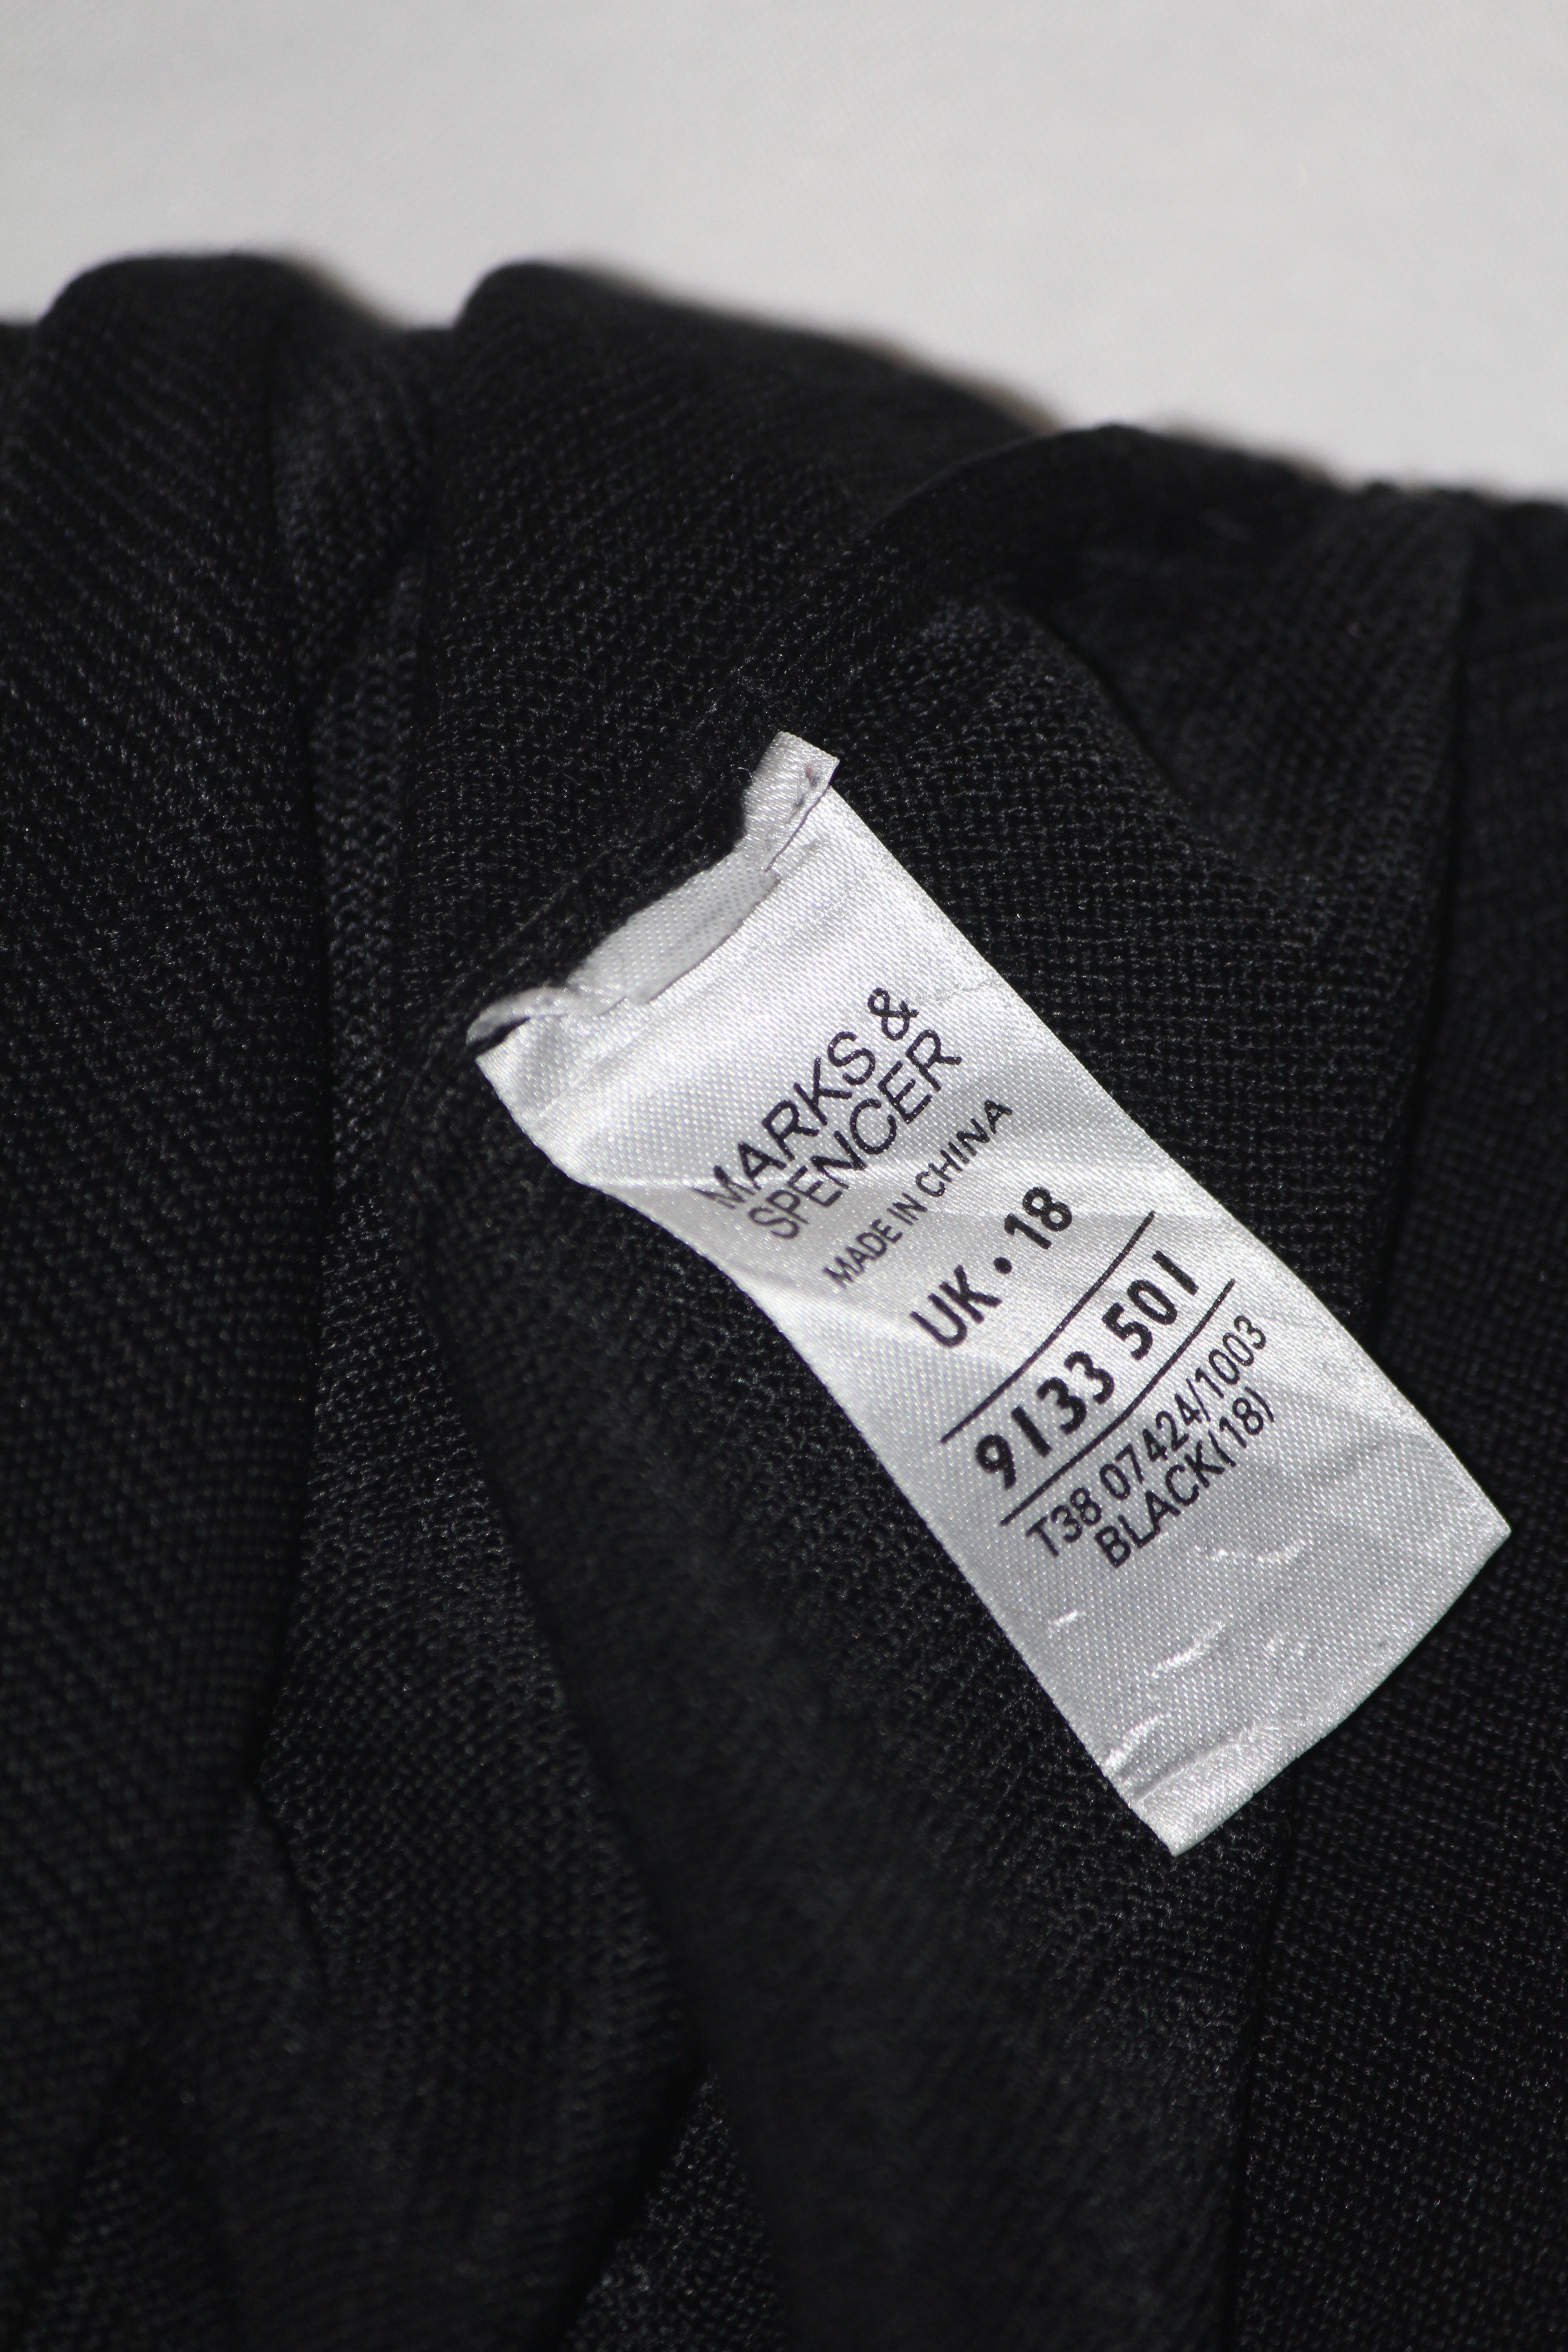 MARKS &
SPENCER
MADE IN CHINA
UK • 18
9133 501
T38 07424/1003
BLACK(18)